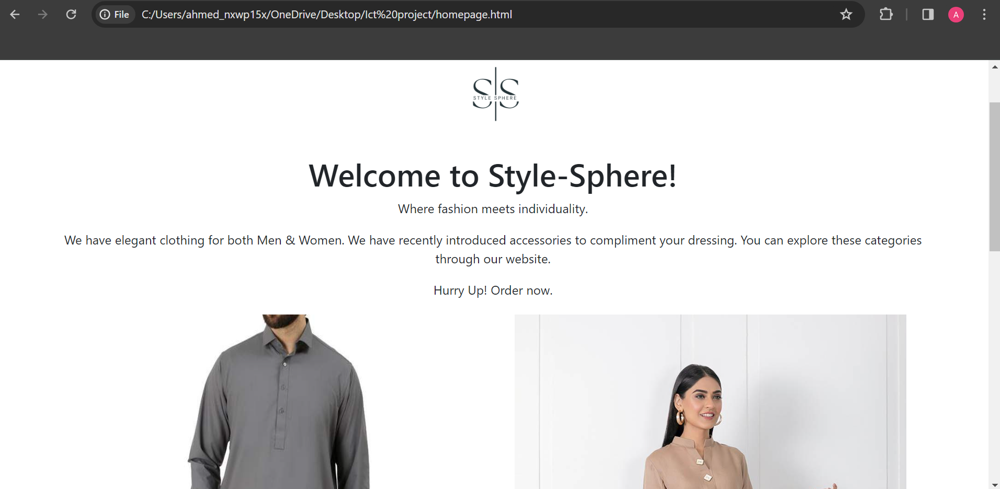 File C:/Users/ahmed_nxwp15x/OneDrive/Desktop/Ict%20project/homepage.html
A
S S
STYLE SPHERE
Welcome to Style-Sphere!
Where fashion meets individuality.
We have elegant clothing for both Men & Women. We have recently introduced accessories to compliment your dressing. You can explore these categories
through our website.
Hurry Up! Order now.